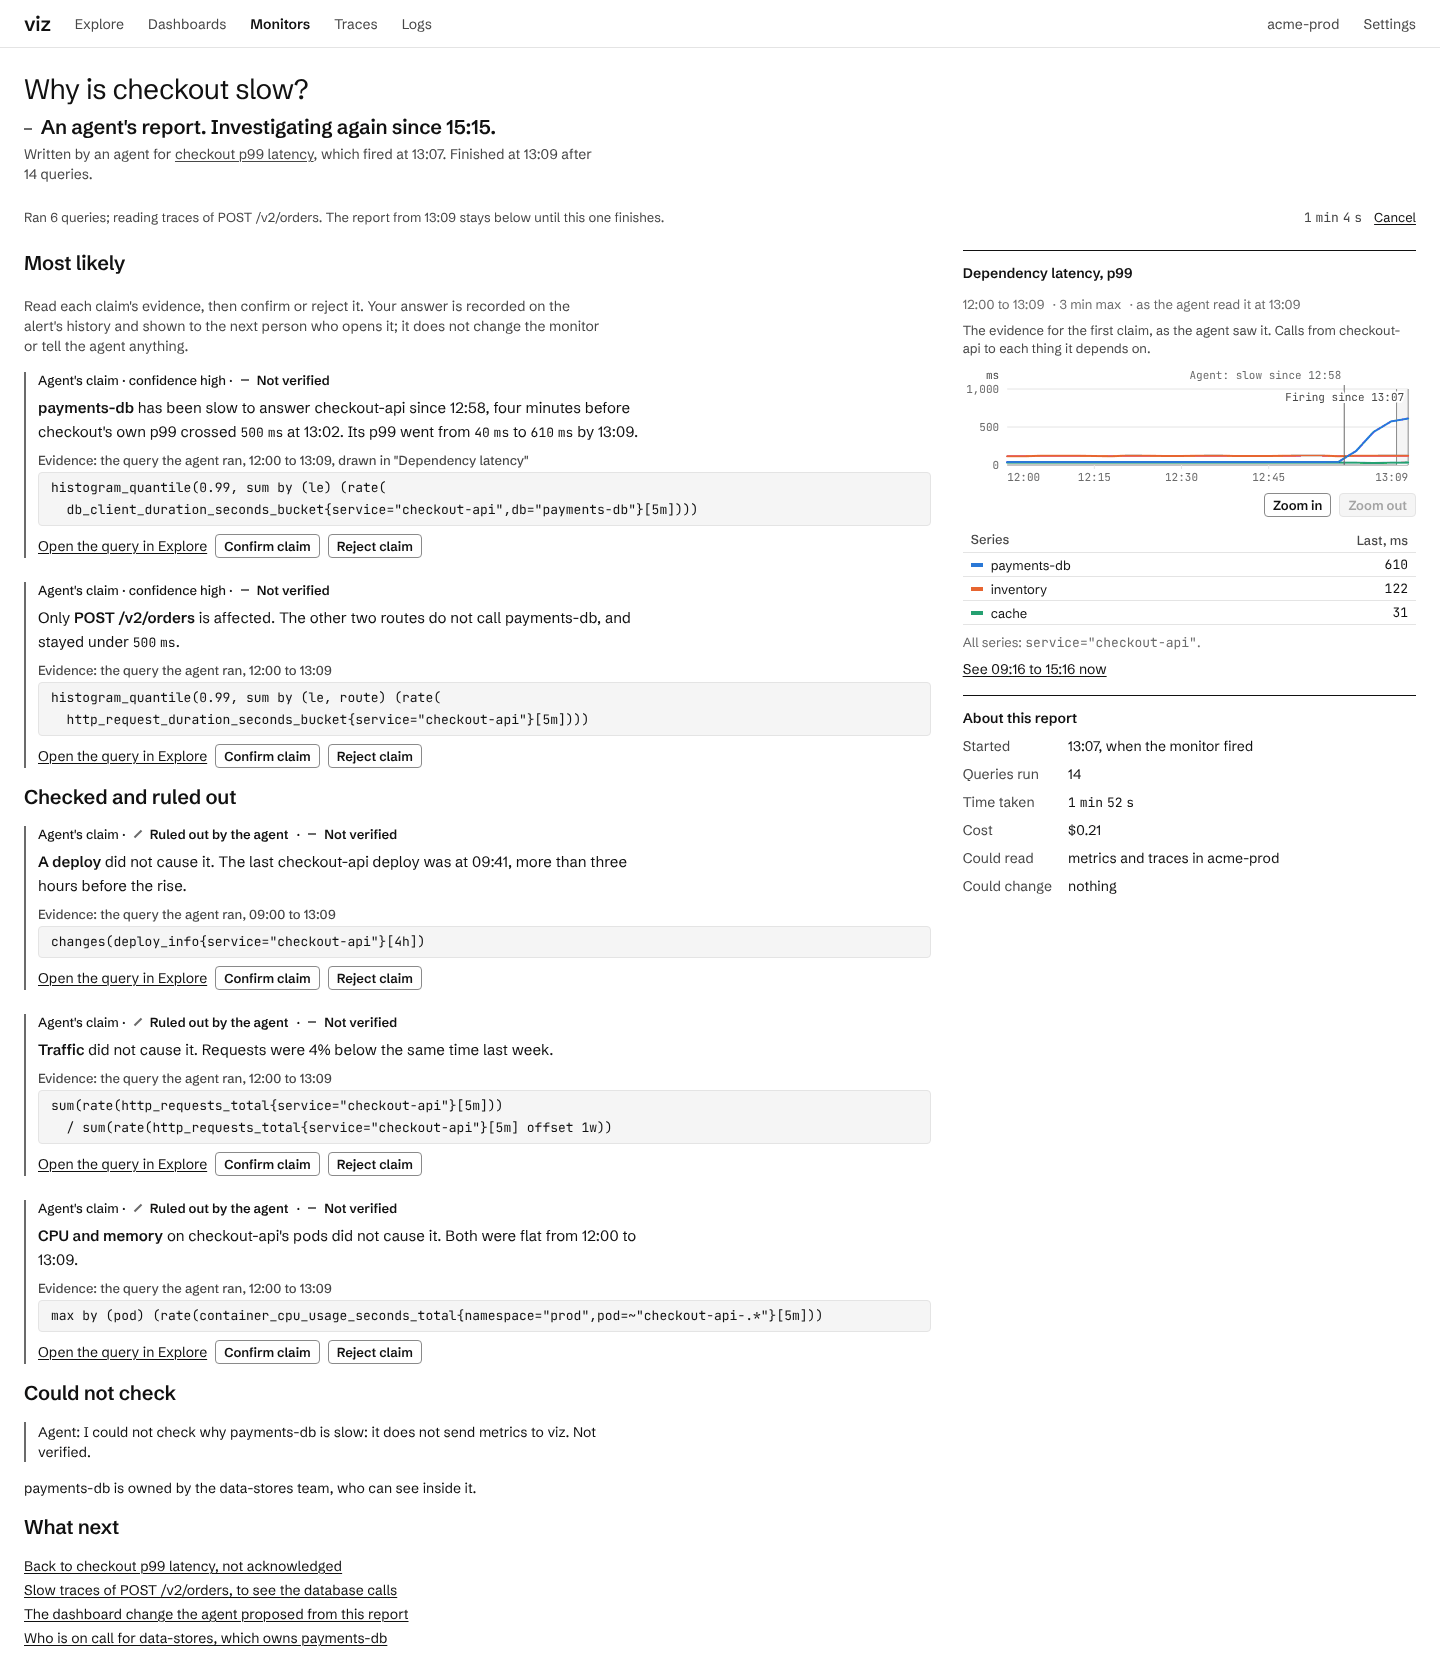 viz Explore Dashboards Monitors Traces Logs acme-prod Settings
Why is checkout slow?
– An agent's report. Investigating again since 15:15.
Written by an agent for checkout p99 latency, which fired at 13:07. Finished at 13:09 after
14 queries.
Ran 6 queries; reading traces of POST /v2/orders. The report from 13:09 stays below until this one finishes. 1 min 4 s Cancel
Most likely
Read each claim's evidence, then confirm or reject it. Your answer is recorded on the
alert's history and shown to the next person who opens it; it does not change the monitor
or tell the agent anything.
Agent's claim · confidence high · – Not verified
payments-db has been slow to answer checkout-api since 12:58, four minutes before
checkout's own p99 crossed 500 ms at 13:02. Its p99 went from 40 ms to 610 ms by 13:09.
Evidence: the query the agent ran, 12:00 to 13:09, drawn in "Dependency latency"
histogram_quantile(0.99, sum by (le) (rate(
db_client_duration_seconds_bucket{service="checkout-api",db="payments-db"}[5m])))
Open the query in Explore Confirm claim Reject claim
Agent's claim · confidence high · – Not verified
Only POST /v2/orders is affected. The other two routes do not call payments-db, and
stayed under 500 ms.
Evidence: the query the agent ran, 12:00 to 13:09
histogram_quantile(0.99, sum by (le, route) (rate(
http_request_duration_seconds_bucket{service="checkout-api"}[5m])))
Open the query in Explore Confirm claim Reject claim
Checked and ruled out
Agent's claim · Ruled out by the agent · – Not verified
A deploy did not cause it. The last checkout-api deploy was at 09:41, more than three
hours before the rise.
Evidence: the query the agent ran, 09:00 to 13:09
changes(deploy_info{service="checkout-api"}[4h])
Open the query in Explore Confirm claim Reject claim
Agent's claim · Ruled out by the agent · – Not verified
Traffic did not cause it. Requests were 4% below the same time last week.
Evidence: the query the agent ran, 12:00 to 13:09
sum(rate(http_requests_total{service="checkout-api"}[5m]))
/ sum(rate(http_requests_total{service="checkout-api"}[5m] offset 1w))
Open the query in Explore Confirm claim Reject claim
Agent's claim · Ruled out by the agent · – Not verified
CPU and memory on checkout-api's pods did not cause it. Both were flat from 12:00 to
13:09.
Evidence: the query the agent ran, 12:00 to 13:09
max by (pod) (rate(container_cpu_usage_seconds_total{namespace="prod",pod=~"checkout-api-.*"}[5m]))
Open the query in Explore Confirm claim Reject claim
Could not check
Agent: I could not check why payments-db is slow: it does not send metrics to viz. Not
verified.
payments-db is owned by the data-stores team, who can see inside it.
What next
Back to checkout p99 latency, not acknowledged
Slow traces of POST /v2/orders, to see the database calls
The dashboard change the agent proposed from this report
Who is on call for data-stores, which owns payments-db
Dependency latency, p99
12:00 to 13:09 · 3 min max · as the agent read it at 13:09
The evidence for the first claim, as the agent saw it. Calls from checkout-
api to each thing it depends on.
ms Agent: slow since 12:58
1,000
Firing since 13:07
500
0
12:00 12:15 12:30 12:45 13:09
Zoom in Zoom out
Series Last, ms
payments-db 610
inventory 122
cache 31
All series: service="checkout-api".
See 09:16 to 15:16 now
About this report
Started 13:07, when the monitor fired
Queries run 14
Time taken 1 min 52 s
Cost $0.21
Could read metrics and traces in acme-prod
Could change nothing